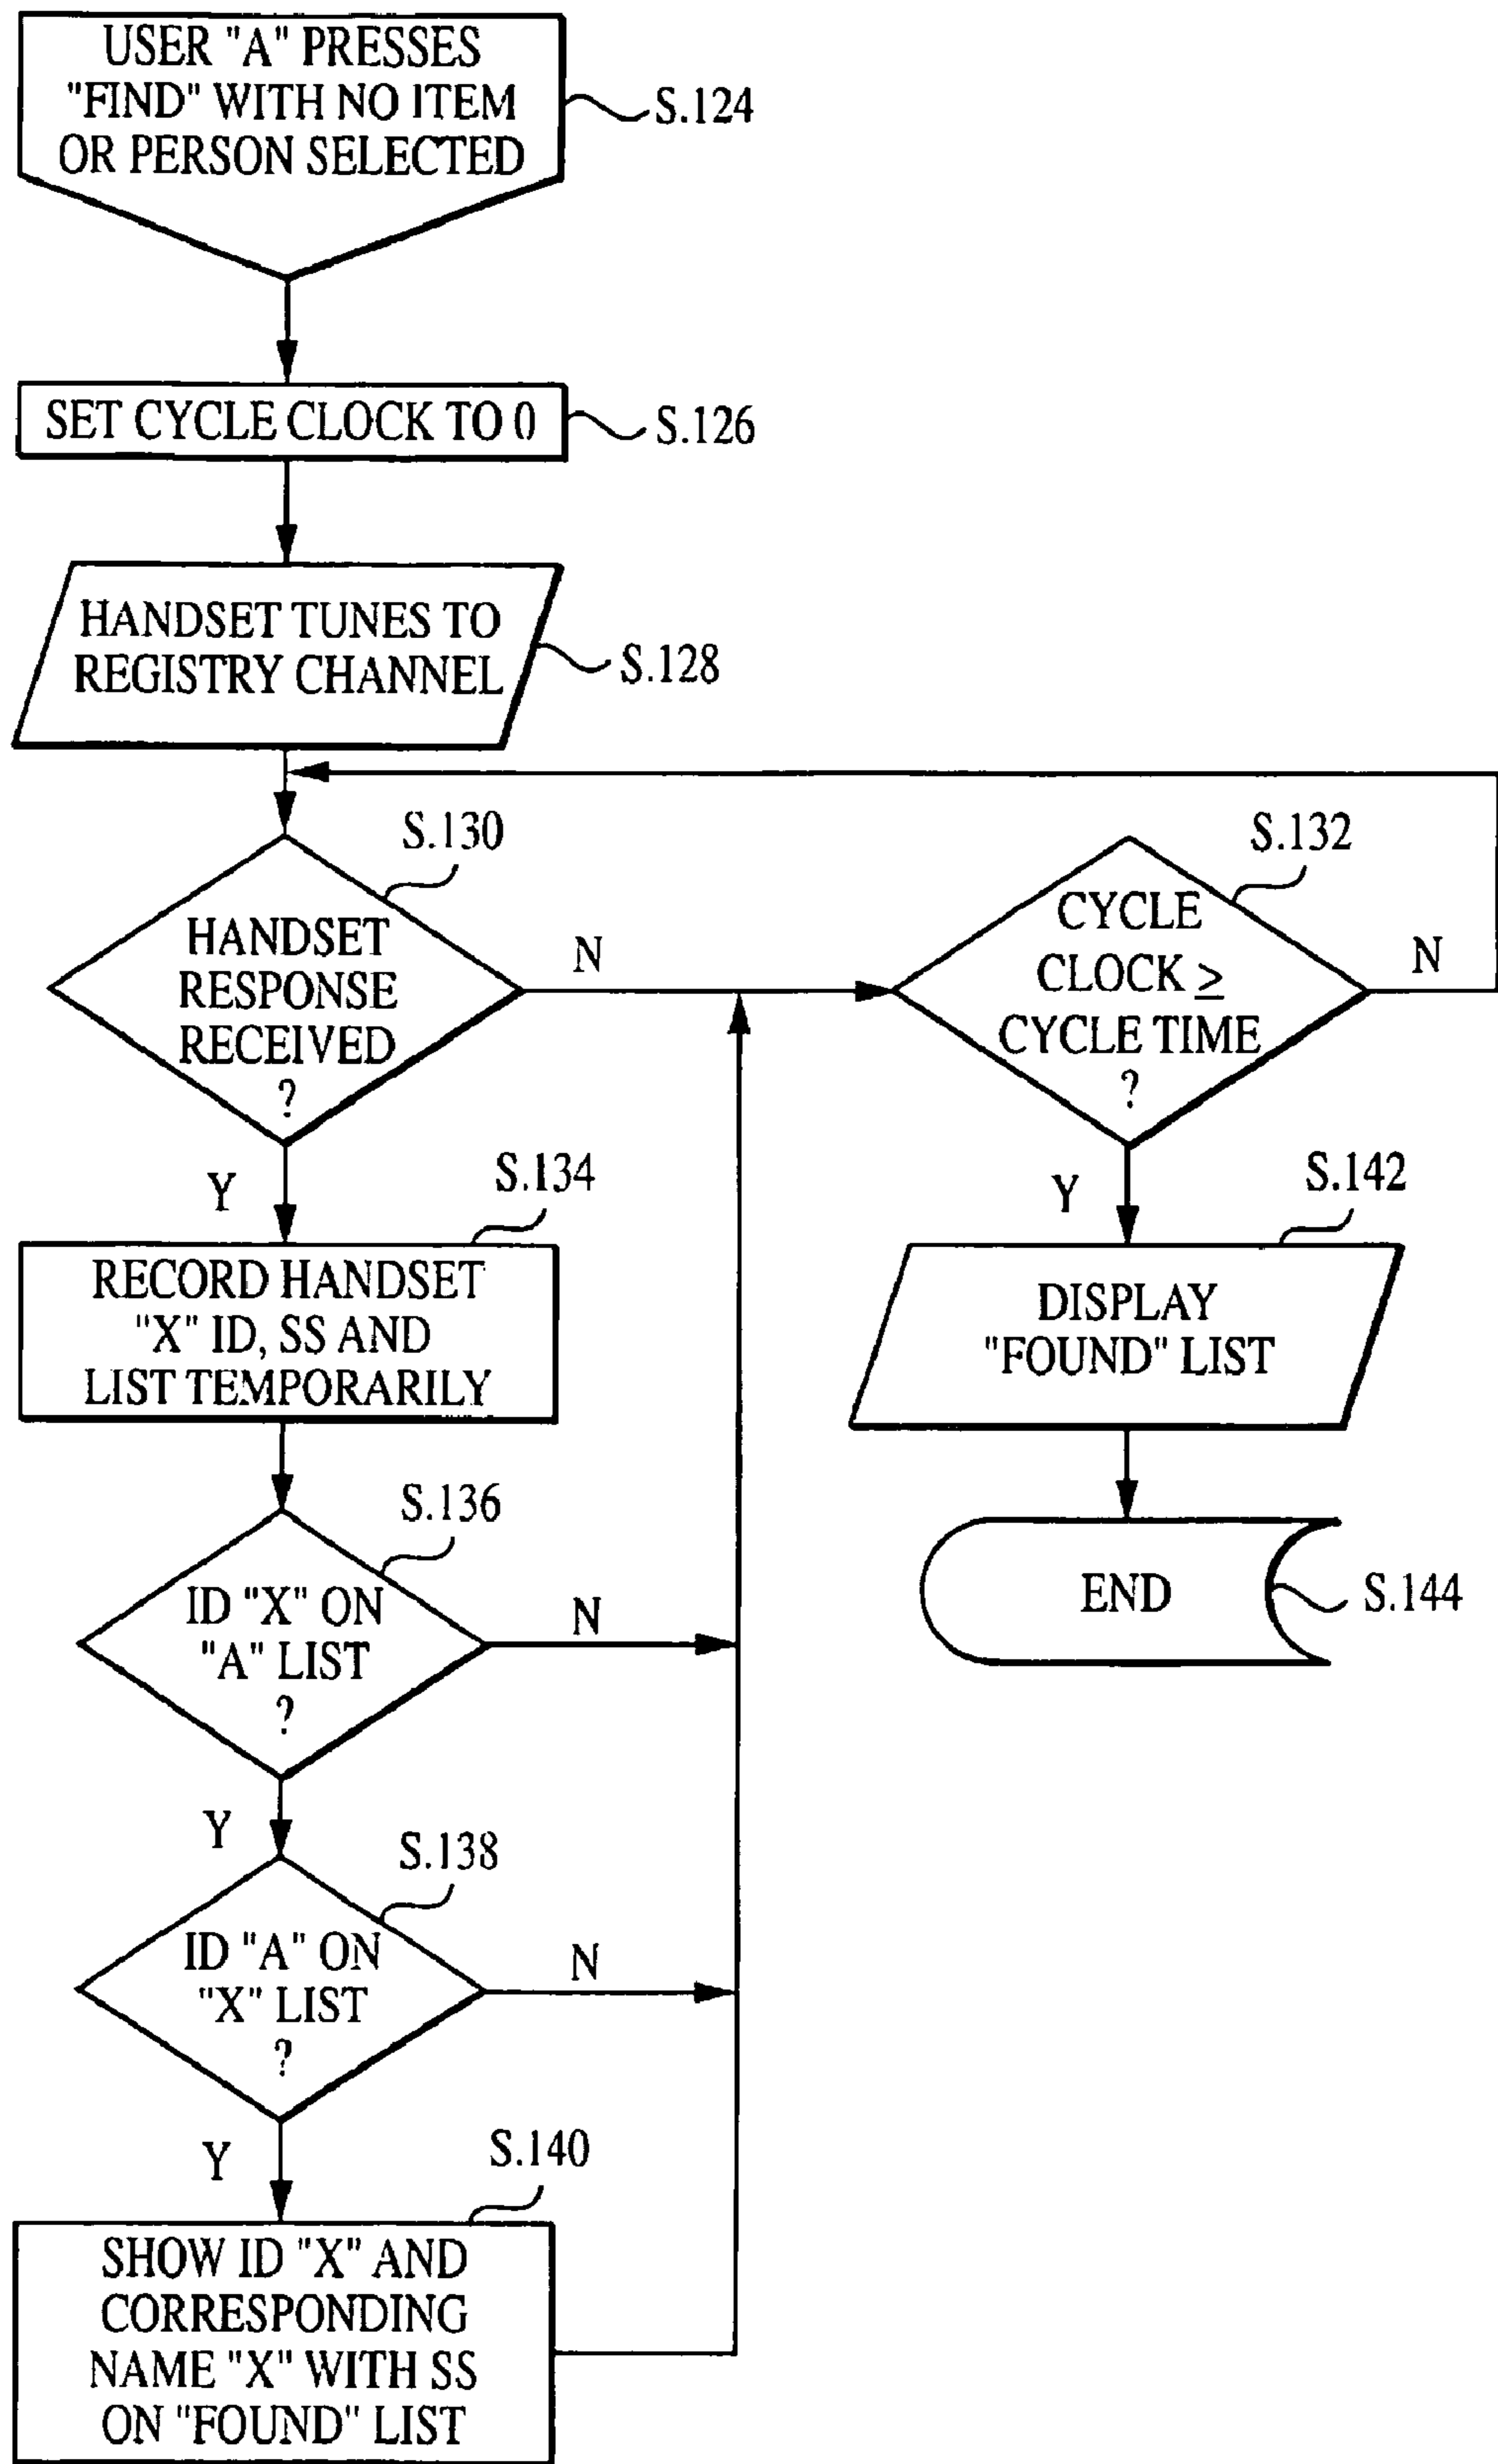 USER "A" PRESSES
"FIND" WITH NO ITEM
OR PERSON SELECTED
S.124
SET CYCLE CLOCK TO 0
S.126
HANDSET TUNES TO
REGISTRY CHANNEL
S.128
S.130
HANDSET
RESPONSE
RECEIVED
?
N
Y
S.132
CYCLE
CLOCK ≥
CYCLE TIME
?
N
Y
S.134
RECORD HANDSET
"X" ID, SS AND
LIST TEMPORARILY
S.142
DISPLAY
"FOUND" LIST
S.136
ID "X" ON
"A" LIST
?
N
Y
END
S.144
S.138
ID "A" ON
"X" LIST
?
N
Y
S.140
SHOW ID "X" AND
CORRESPONDING
NAME "X" WITH SS
ON "FOUND" LIST